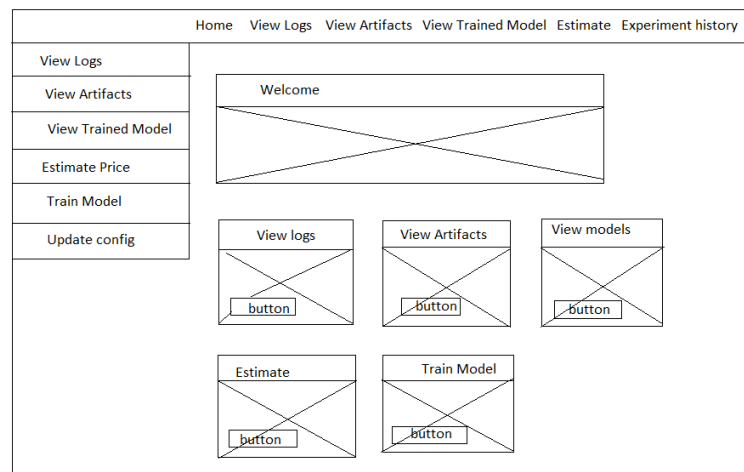 Home View Logs View Artifacts View Trained Model Estimate Experiment history
View Logs
View Artifacts
View Trained Model
Estimate Price
Train Model
Update config
Welcome
View logs
button
View Artifacts
button
View models
button
Estimate
button
Train Model
button